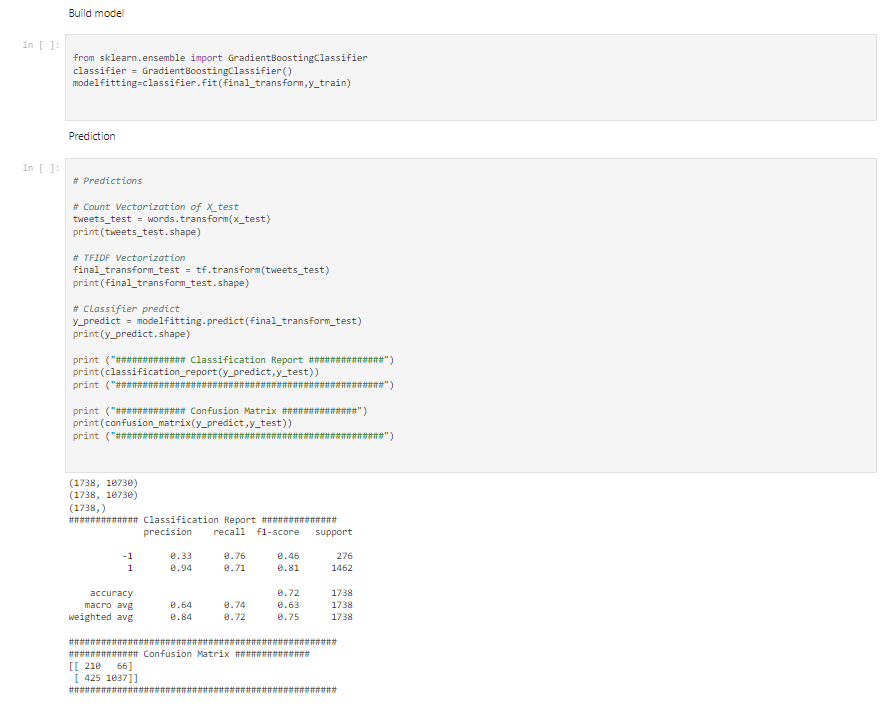 Build model
In [ ]:
from sklearn.ensemble import GradientBoostingClassifier
classifier = GradientBoostingClassifier()
modelfitting=classifier.fit(final_transform,y_train)
Prediction
In [ ]:
# Predictions
# Count Vectorization of X_test
tweets_test = words.transform(x_test)
print(tweets_test.shape)
# TFIDF Vectorization
final_transform_test = tf.transform(tweets_test)
print(final_transform_test.shape)
# Classifier predict
y_predict = modelfitting.predict(final_transform_test)
print(y_predict.shape)
print ("############# Classification Report ##############")
print(classification_report(y_predict,y_test))
print ("##################################################")
print ("############# Confusion Matrix ##############")
print(confusion_matrix(y_predict,y_test))
print ("##################################################")
(1738, 10730)
(1738, 10730)
(1738,)
############# Classification Report ##############
precision recall f1-score support
-1 0.33 0.76 0.46 276
1 0.94 0.71 0.81 1462
accuracy 0.72 1738
macro avg 0.64 0.74 0.63 1738
weighted avg 0.84 0.72 0.75 1738
##################################################
############# Confusion Matrix ##############
[[ 210 66]
[ 425 1037]]
##################################################